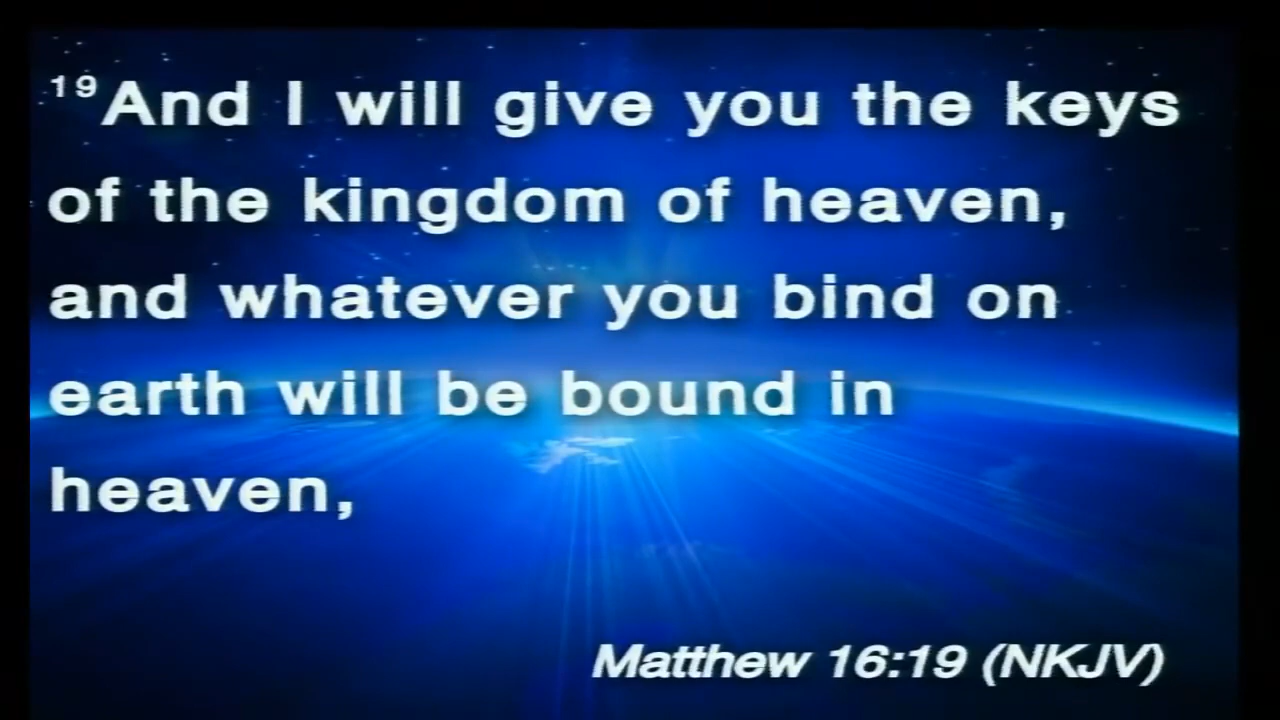 ¹⁹And I will give you the keys
of the kingdom of heaven,
and whatever you bind on
earth will be bound in
heaven,
Matthew 16:19 (NKJV)